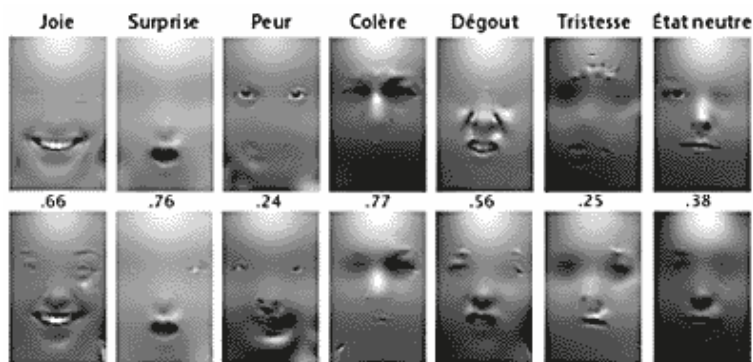 Joie Surprise Peur Colère Dégout Tristesse État neutre
.66 .76 .24 .77 .56 .25 .38